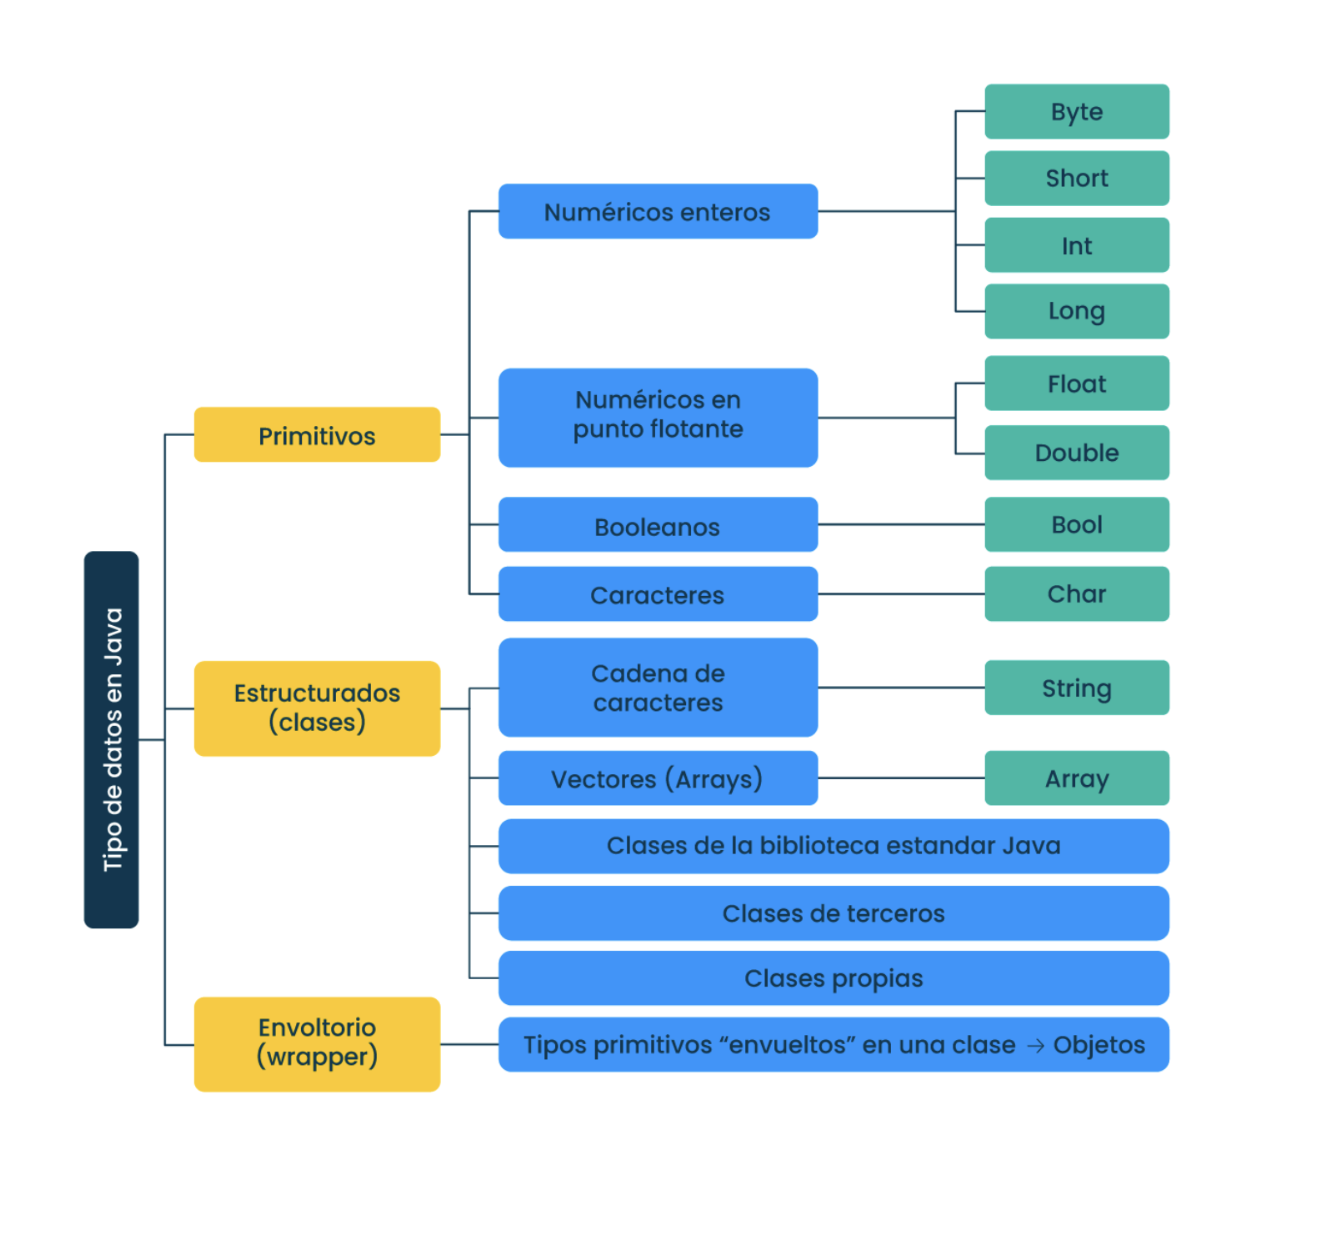 Tipo de datos en Java
Primitivos
Numéricos enteros
Byte
Short
Int
Long
Numéricos en
punto flotante
Float
Double
Booleanos
Bool
Caracteres
Char
Estructurados
(clases)
Cadena de
caracteres
String
Vectores (Arrays)
Array
Clases de la biblioteca estandar Java
Clases de terceros
Clases propias
Envoltorio
(wrapper)
Tipos primitivos “envueltos” en una clase → Objetos